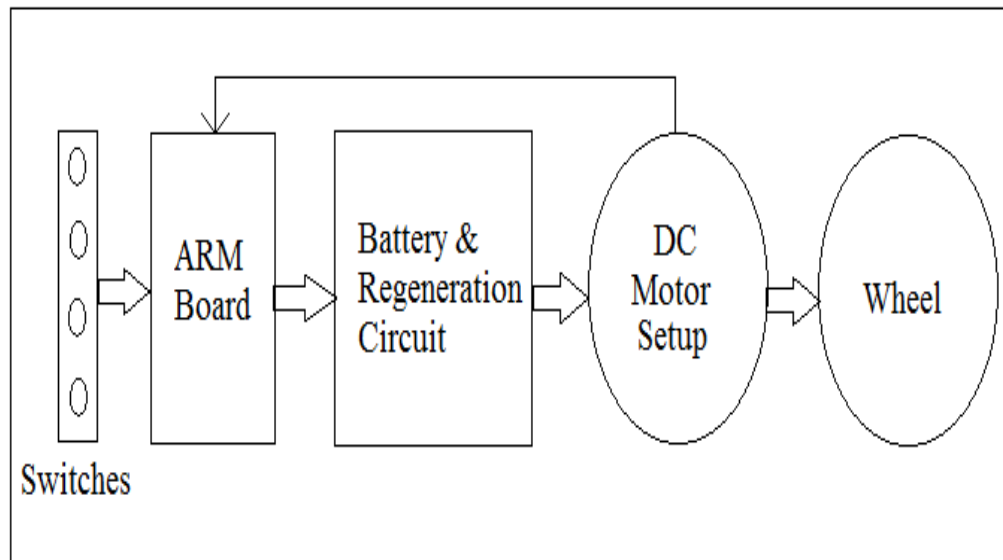 Switches
ARM
Board
Battery &
Regeneration
Circuit
DC
Motor
Setup
Wheel